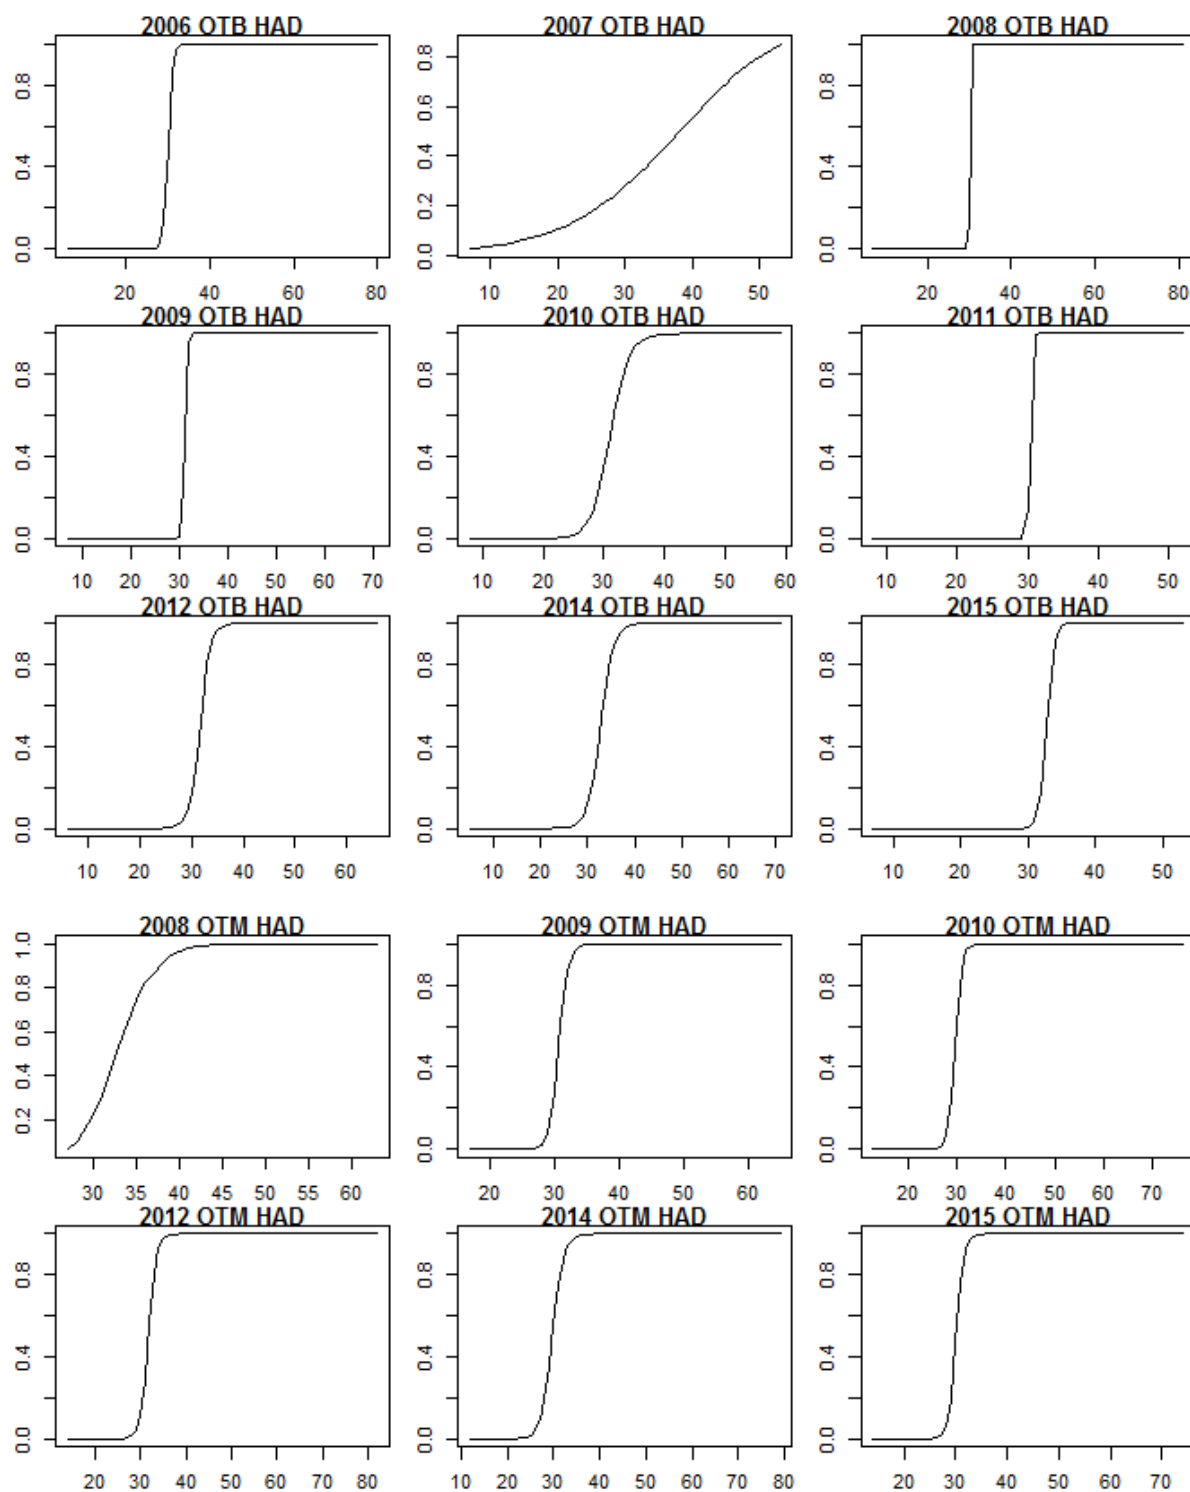 2006 OTB HAD 2007 OTB HAD 2008 OTB HAD
0.0 0.4 0.8 0.0 0.2 0.4 0.6 0.8 0.0 0.4 0.8
20 40 60 80 10 20 30 40 50 20 40 60 80
2009 OTB HAD 2010 OTB HAD 2011 OTB HAD
0.0 0.4 0.8 0.0 0.4 0.8 0.0 0.4 0.8
10 20 30 40 50 60 70 10 20 30 40 50 60 10 20 30 40 50
2012 OTB HAD 2014 OTB HAD 2015 OTB HAD
0.0 0.4 0.8 0.0 0.4 0.8 0.0 0.4 0.8
10 20 30 40 50 60 10 20 30 40 50 60 70 10 20 30 40 50
2008 OTM HAD 2009 OTM HAD 2010 OTM HAD
0.2 0.4 0.6 0.8 1.0 0.0 0.4 0.8 0.0 0.4 0.8
30 35 40 45 50 55 60 20 30 40 50 60 20 30 40 50 60 70
2012 OTM HAD 2014 OTM HAD 2015 OTM HAD
0.0 0.4 0.8 0.0 0.4 0.8 0.0 0.4 0.8
20 30 40 50 60 70 80 10 20 30 40 50 60 70 80 20 30 40 50 60 70